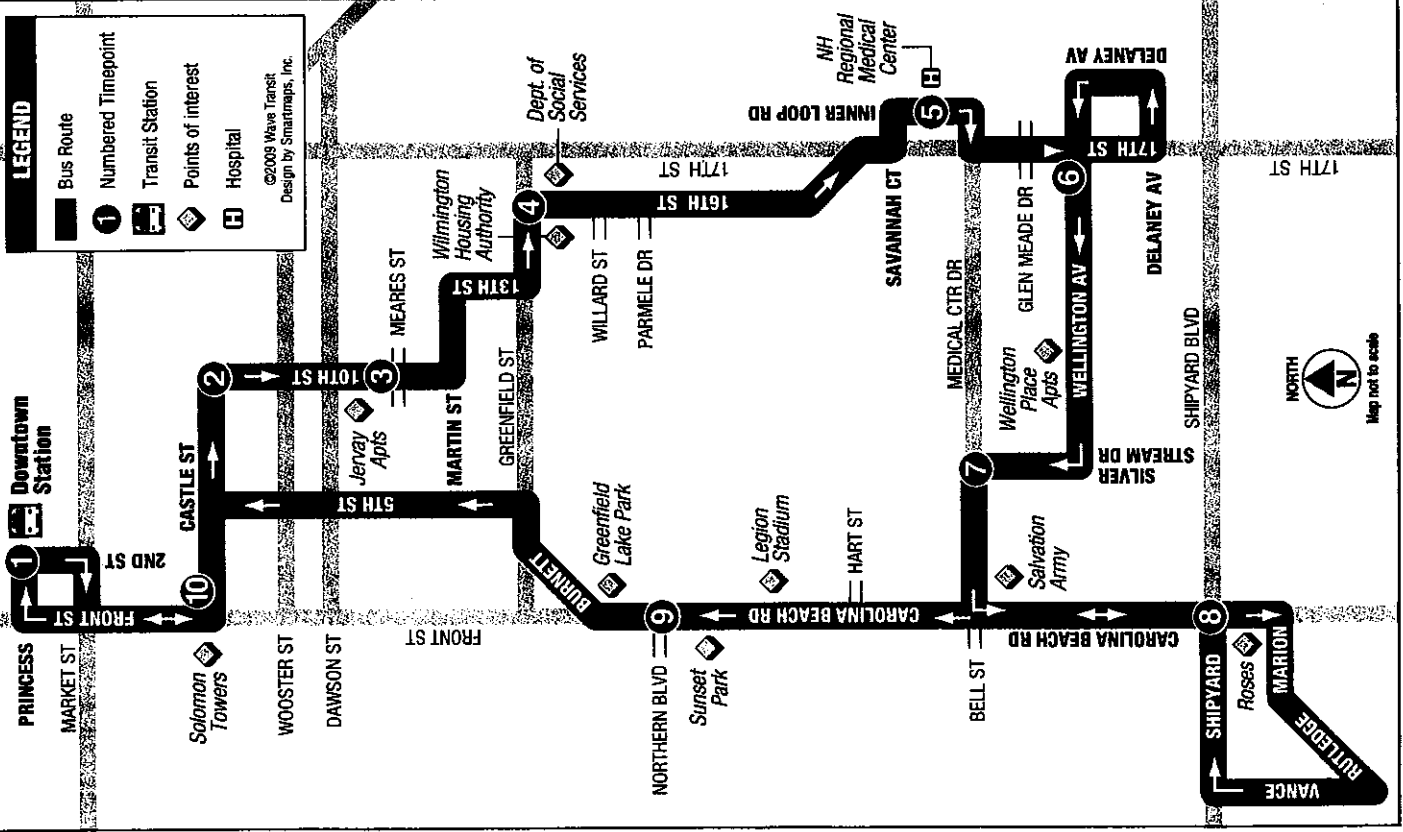 LEGEND
Bus Route
1 Numbered Timepoint
Transit Station
Points of interest
H Hospital
©2009 Wave Transit
Design by Smartmaps, Inc.
1
Downtown
Station
PRINCESS
MARKET ST
FRONT ST
2ND ST
10
Solomon
Towers
CASTLE ST
2
WOOSTER ST
DAWSON ST
10TH ST
3
MEARES ST
Jervay
Apts
5TH ST
MARTIN ST
13TH ST
Wilmington
Housing
Authority
4
Dept. of
Social
Services
FRONT ST
GREENFIELD ST
BURNETT
Greenfield
Lake Park
WILLARD ST
PARMELE DR
16TH ST
17TH ST
NORTHERN BLVD
9
Sunset
Park
Legion
Stadium
HART ST
CAROLINA BEACH RD
SAVANNAH CT
INNER LOOP RD
5
H
NH
Regional
Medical
Center
MEDICAL CTR DR
BELL ST
Salvation
Army
7
GLEN MEADE DR
Wellington
Place
Apts
6
WELLINGTON AV
17TH ST
DELANEY AV
DELANEY AV
SILVER
STREAM DR
CAROLINA BEACH RD
SHIPYARD BLVD
8
SHIPYARD
Roses
MARION
RUTLEDGE
VANCE
17TH ST
NORTH
N
Map not to scale